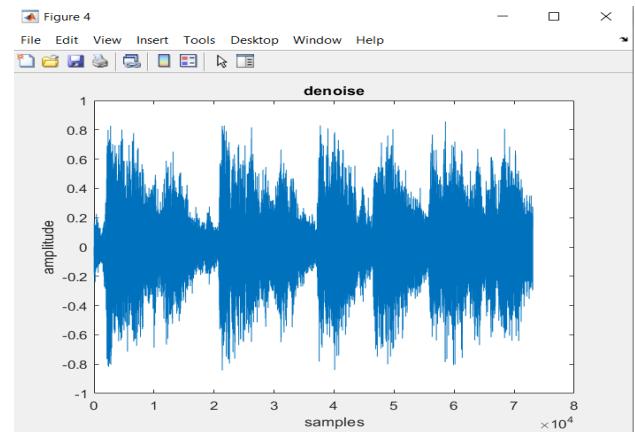 Figure 4
File Edit View Insert Tools Desktop Window Help
denoise
amplitude
1
0.8
0.6
0.4
0.2
0
-0.2
-0.4
-0.6
-0.8
-1
0 1 2 3 4 5 6 7 8
samples
×10^4